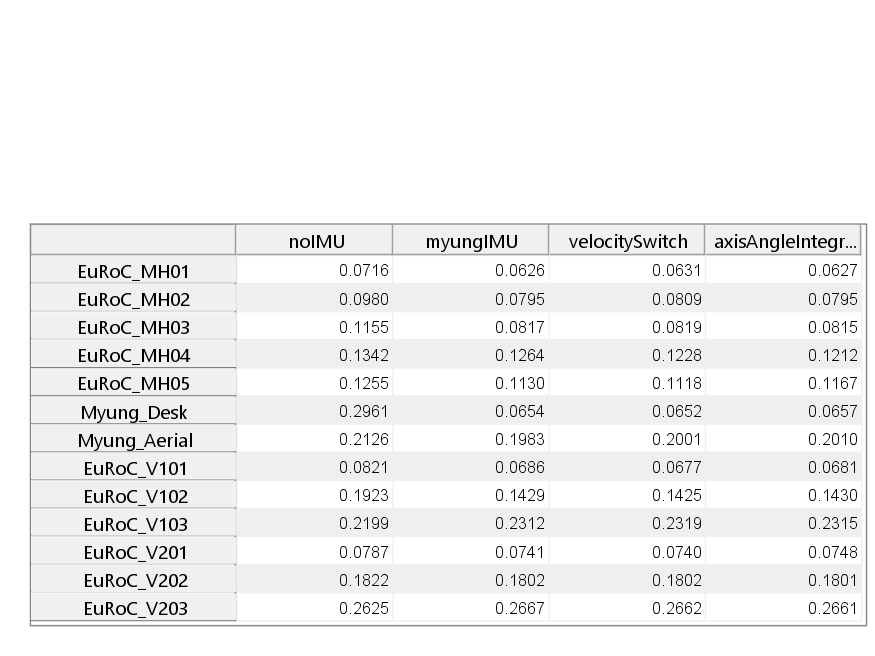 noIMU myungIMU velocitySwitch axisAngleIntegr...
EuRoC_MH01 0.0716 0.0626 0.0631 0.0627
EuRoC_MH02 0.0980 0.0795 0.0809 0.0795
EuRoC_MH03 0.1155 0.0817 0.0819 0.0815
EuRoC_MH04 0.1342 0.1264 0.1228 0.1212
EuRoC_MH05 0.1255 0.1130 0.1118 0.1167
Myung_Desk 0.2961 0.0654 0.0652 0.0657
Myung_Aerial 0.2126 0.1983 0.2001 0.2010
EuRoC_V101 0.0821 0.0686 0.0677 0.0681
EuRoC_V102 0.1923 0.1429 0.1425 0.1430
EuRoC_V103 0.2199 0.2312 0.2319 0.2315
EuRoC_V201 0.0787 0.0741 0.0740 0.0748
EuRoC_V202 0.1822 0.1802 0.1802 0.1801
EuRoC_V203 0.2625 0.2667 0.2662 0.2661